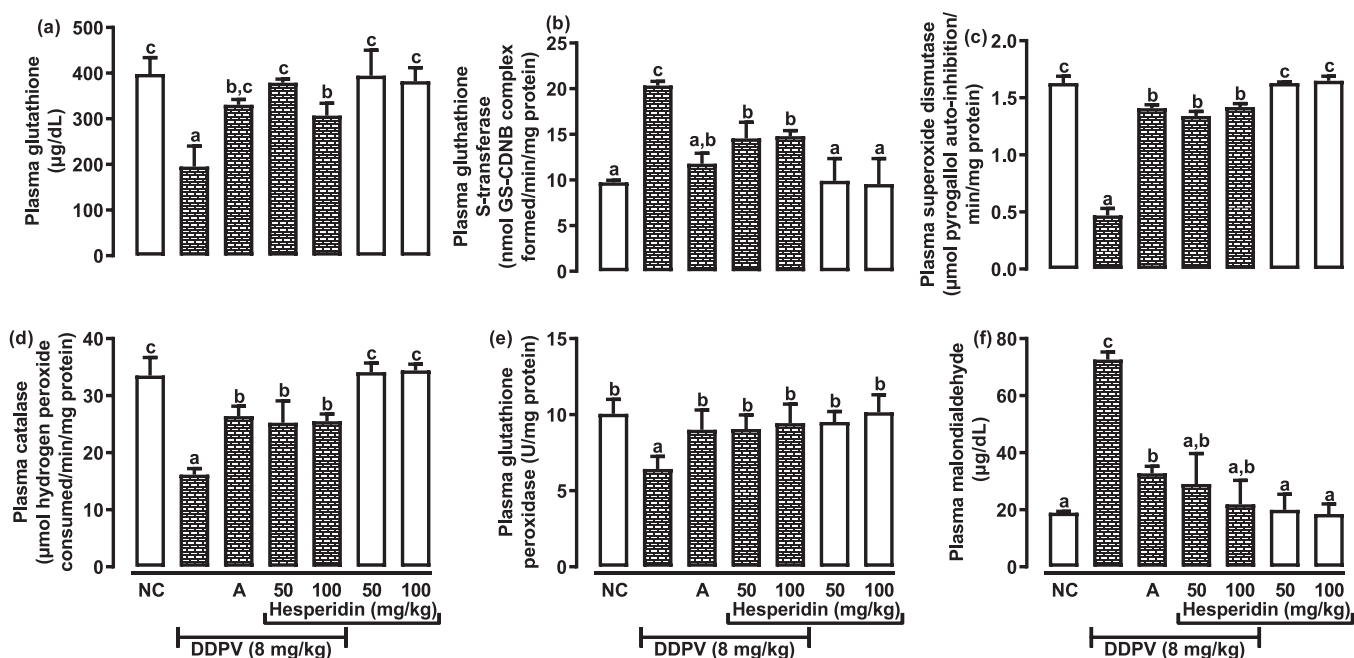 (a)
Plasma glutathione
(µg/dL)
500
400
300
200
100
0
c
a
b,c
c
b
c
c
(b)
Plasma gluthathione
S-transferase
(nmol GS-CDNB complex
formed/min/mg protein)
25
20
15
10
5
0
a
c
a,b
b
b
a
a
(c)
Plasma superoxide dismutase
(µmol pyrogallol auto-inhibition/
min/mg protein)
2.0
1.5
1.0
0.5
0.0
c
a
b
b
b
c
c
(d)
Plasma catalase
(µmol hydrogen peroxide
consumed/min/mg protein)
40
30
20
10
0
c
a
b
b
b
c
c
NC A 50 100 50 100
Hesperidin (mg/kg)
DDPV (8 mg/kg)
(e)
Plasma glutathione
peroxidase (U/mg protein)
15
10
5
0
b
a
b
b
b
b
b
NC A 50 100 50 100
Hesperidin (mg/kg)
DDPV (8 mg/kg)
(f)
Plasma malondialdehyde
(µg/dL)
80
60
40
20
0
a
c
b
a,b
a,b
a
a
NC A 50 100 50 100
Hesperidin (mg/kg)
DDPV (8 mg/kg)